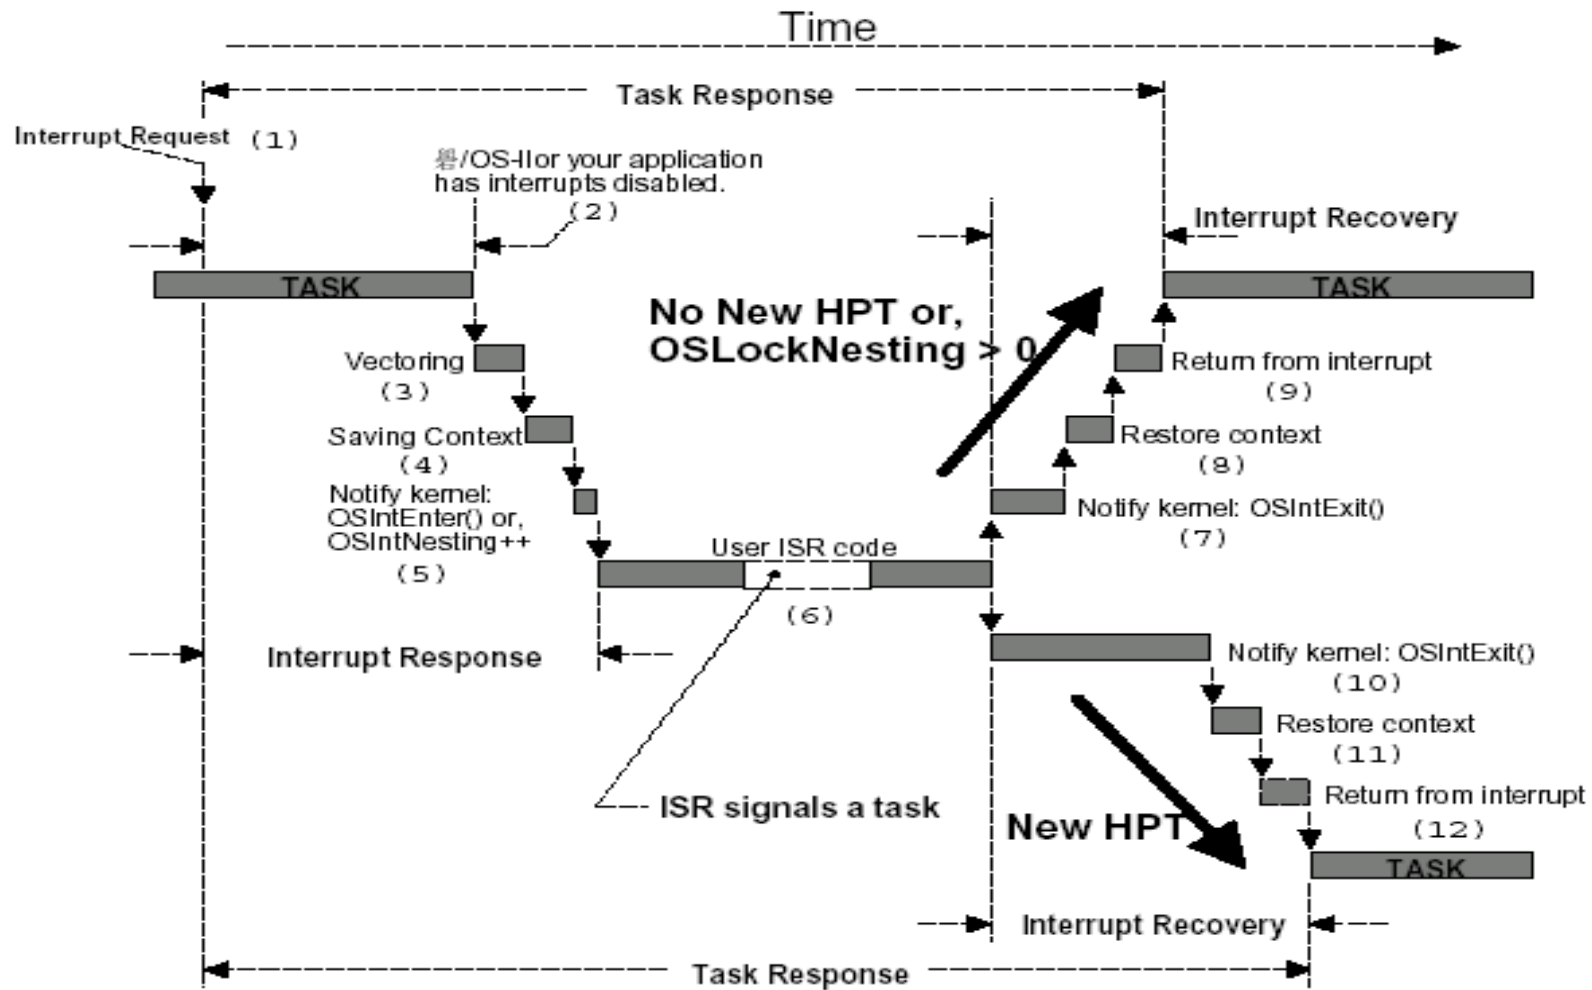 Time
Task Response
Interrupt Request (1)
/OS-II or your application
has interrupts disabled.
(2)
Interrupt Recovery
TASK
TASK
No New HPT or,
OSLockNesting > 0
Vectoring
(3)
Return from interrupt
(9)
Saving Context
(4)
Restore context
(8)
Notify kernel:
OSIntEnter() or,
OSIntNesting++
(5)
Notify kernel: OSIntExit()
(7)
User ISR code
(6)
Interrupt Response
Notify kernel: OSIntExit()
(10)
Restore context
(11)
ISR signals a task
Return from interrupt
(12)
New HPT
TASK
Interrupt Recovery
Task Response